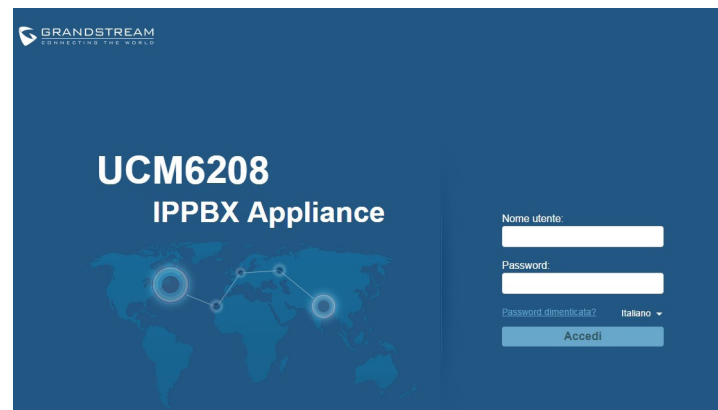 GRANDSTREAM
CONNECTING THE WORLD
UCM6208
IPPBX Appliance
Nome utente:
Password:
Password dimenticata?
Italiano
Accedi